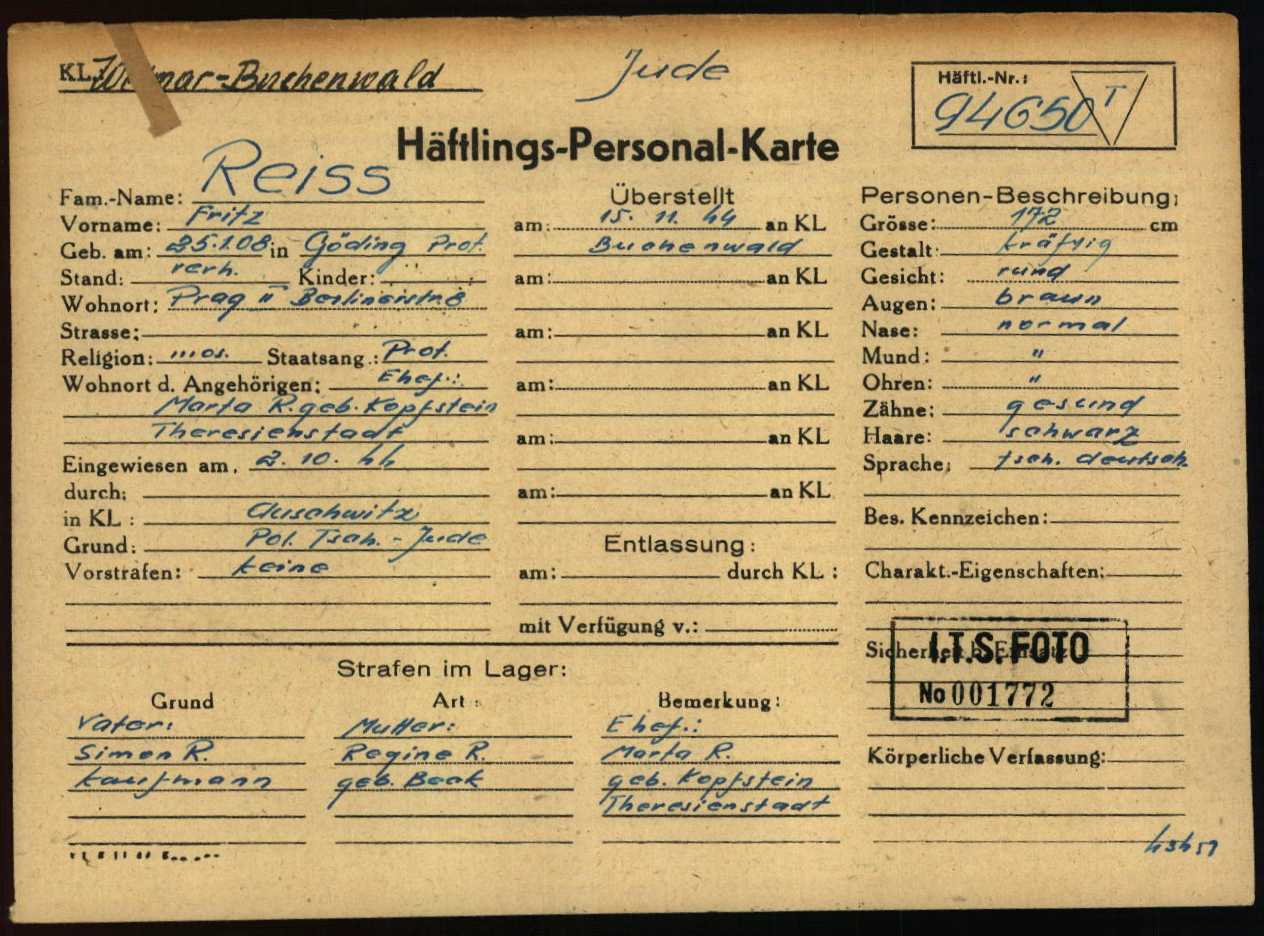 KL.: Weimar-Buchenwald
Jude
Häftl.-Nr.:
94650 T
Häftlings-Personal-Karte
Fam.-Name: Reiss
Vorname: Fritz
Geb. am: 25.1.08 in Göding Prot.
Stand: verh. Kinder: -
Wohnort: Prag II Berlinerstr. 8
Strasse:
Religion: mos. Staatsang.: Prot.
Wohnort d. Angehörigen: Ehef.:
Marta R. geb. Kopfstein
Theresienstadt
Eingewiesen am: 2.10.44
durch:
in KL: Auschwitz
Grund: Pol. Tsch. - Jude
Vorstrafen: keine
Überstellt
am: 15. 11. 44 an KL
Buchenwald
am: an KL
am: an KL
am: an KL
am: an KL
am: an KL
Entlassung:
am: durch KL:
mit Verfügung v.:
Personen-Beschreibung:
Grösse: 172 cm
Gestalt: kräftig
Gesicht: rund
Augen: braun
Nase: normal
Mund: "
Ohren: "
Zähne: gesund
Haare: schwarz
Sprache: tsch. deutsch
Bes. Kennzeichen:
Charakt.-Eigenschaften:
Sicherheit b. Einsatz:
I.T.S. FOTO
No 001772
Körperliche Verfassung:
Strafen im Lager:
Grund Art: Bemerkung:
Vater: Mutter: Ehef.:
Simon R. Regine R. Marta R.
Kaufmann geb. Beck geb. Kopfstein
Theresienstadt